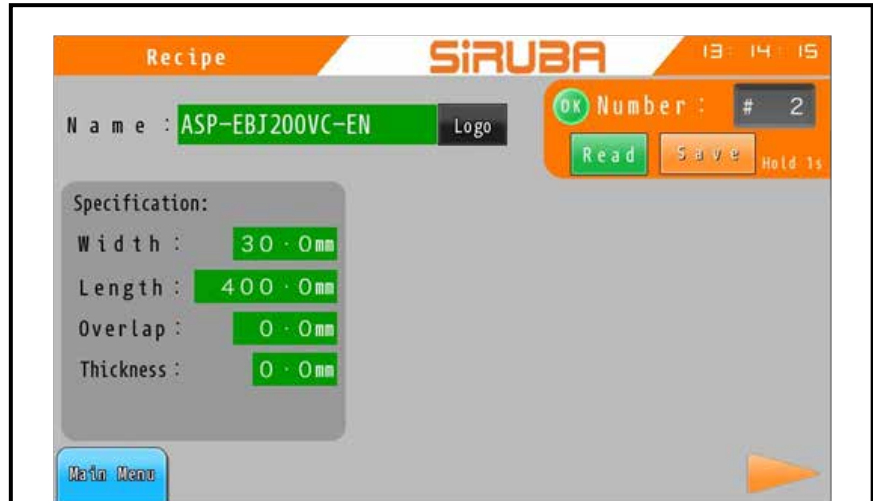 Recipe
SiRUBA
13: 14: 15
Name : ASP-EBJ200VC-EN
Logo
OK Number : # 2
Read Save Hold 1s
Specification:
Width : 30.0mm
Length : 400.0mm
Overlap : 0.0mm
Thickness : 0.0mm
Main Menu